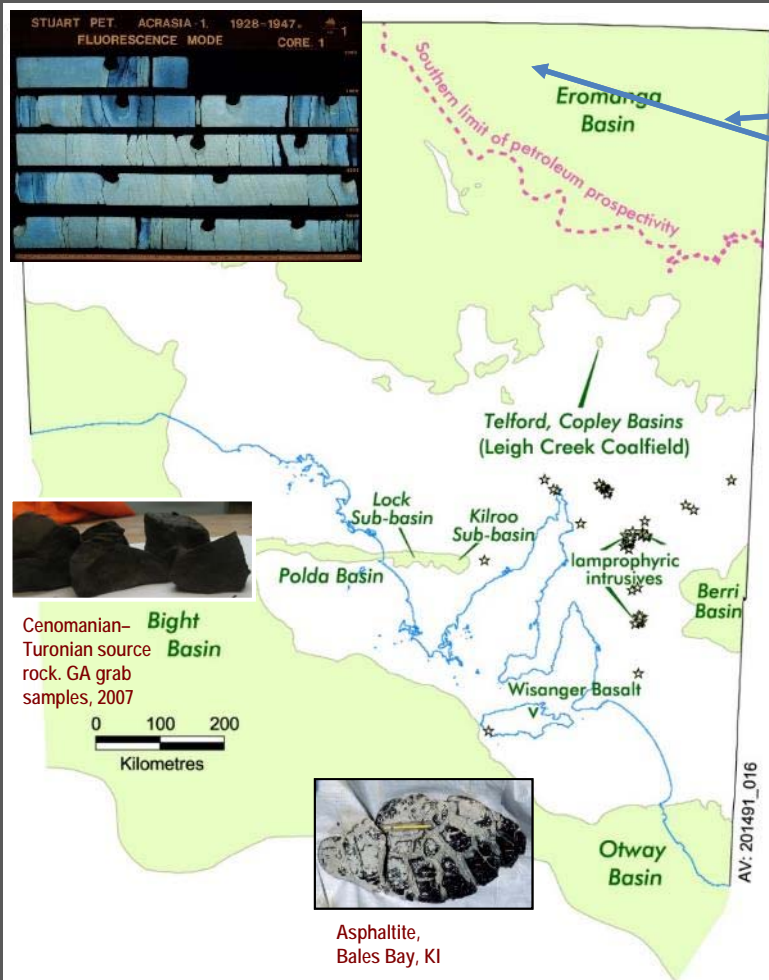 STUART PET. ACRASIA-1. 1928-1947. 1
FLUORESCENCE MODE CORE. 1
Eromanga
Basin
Southern limit of petroleum prospectivity
Telford, Copley Basins
(Leigh Creek Coalfield)
Lock
Sub-basin
Kilroo
Sub-basin
Polda Basin
lamprophyric
intrusives
Berri
Basin
Cenomanian–
Turonian source
rock. GA grab
samples, 2007
Bight
Basin
Wisanger Basalt
v
0 100 200
Kilometres
Otway
Basin
AV: 201491_016
Asphaltite,
Bales Bay, KI